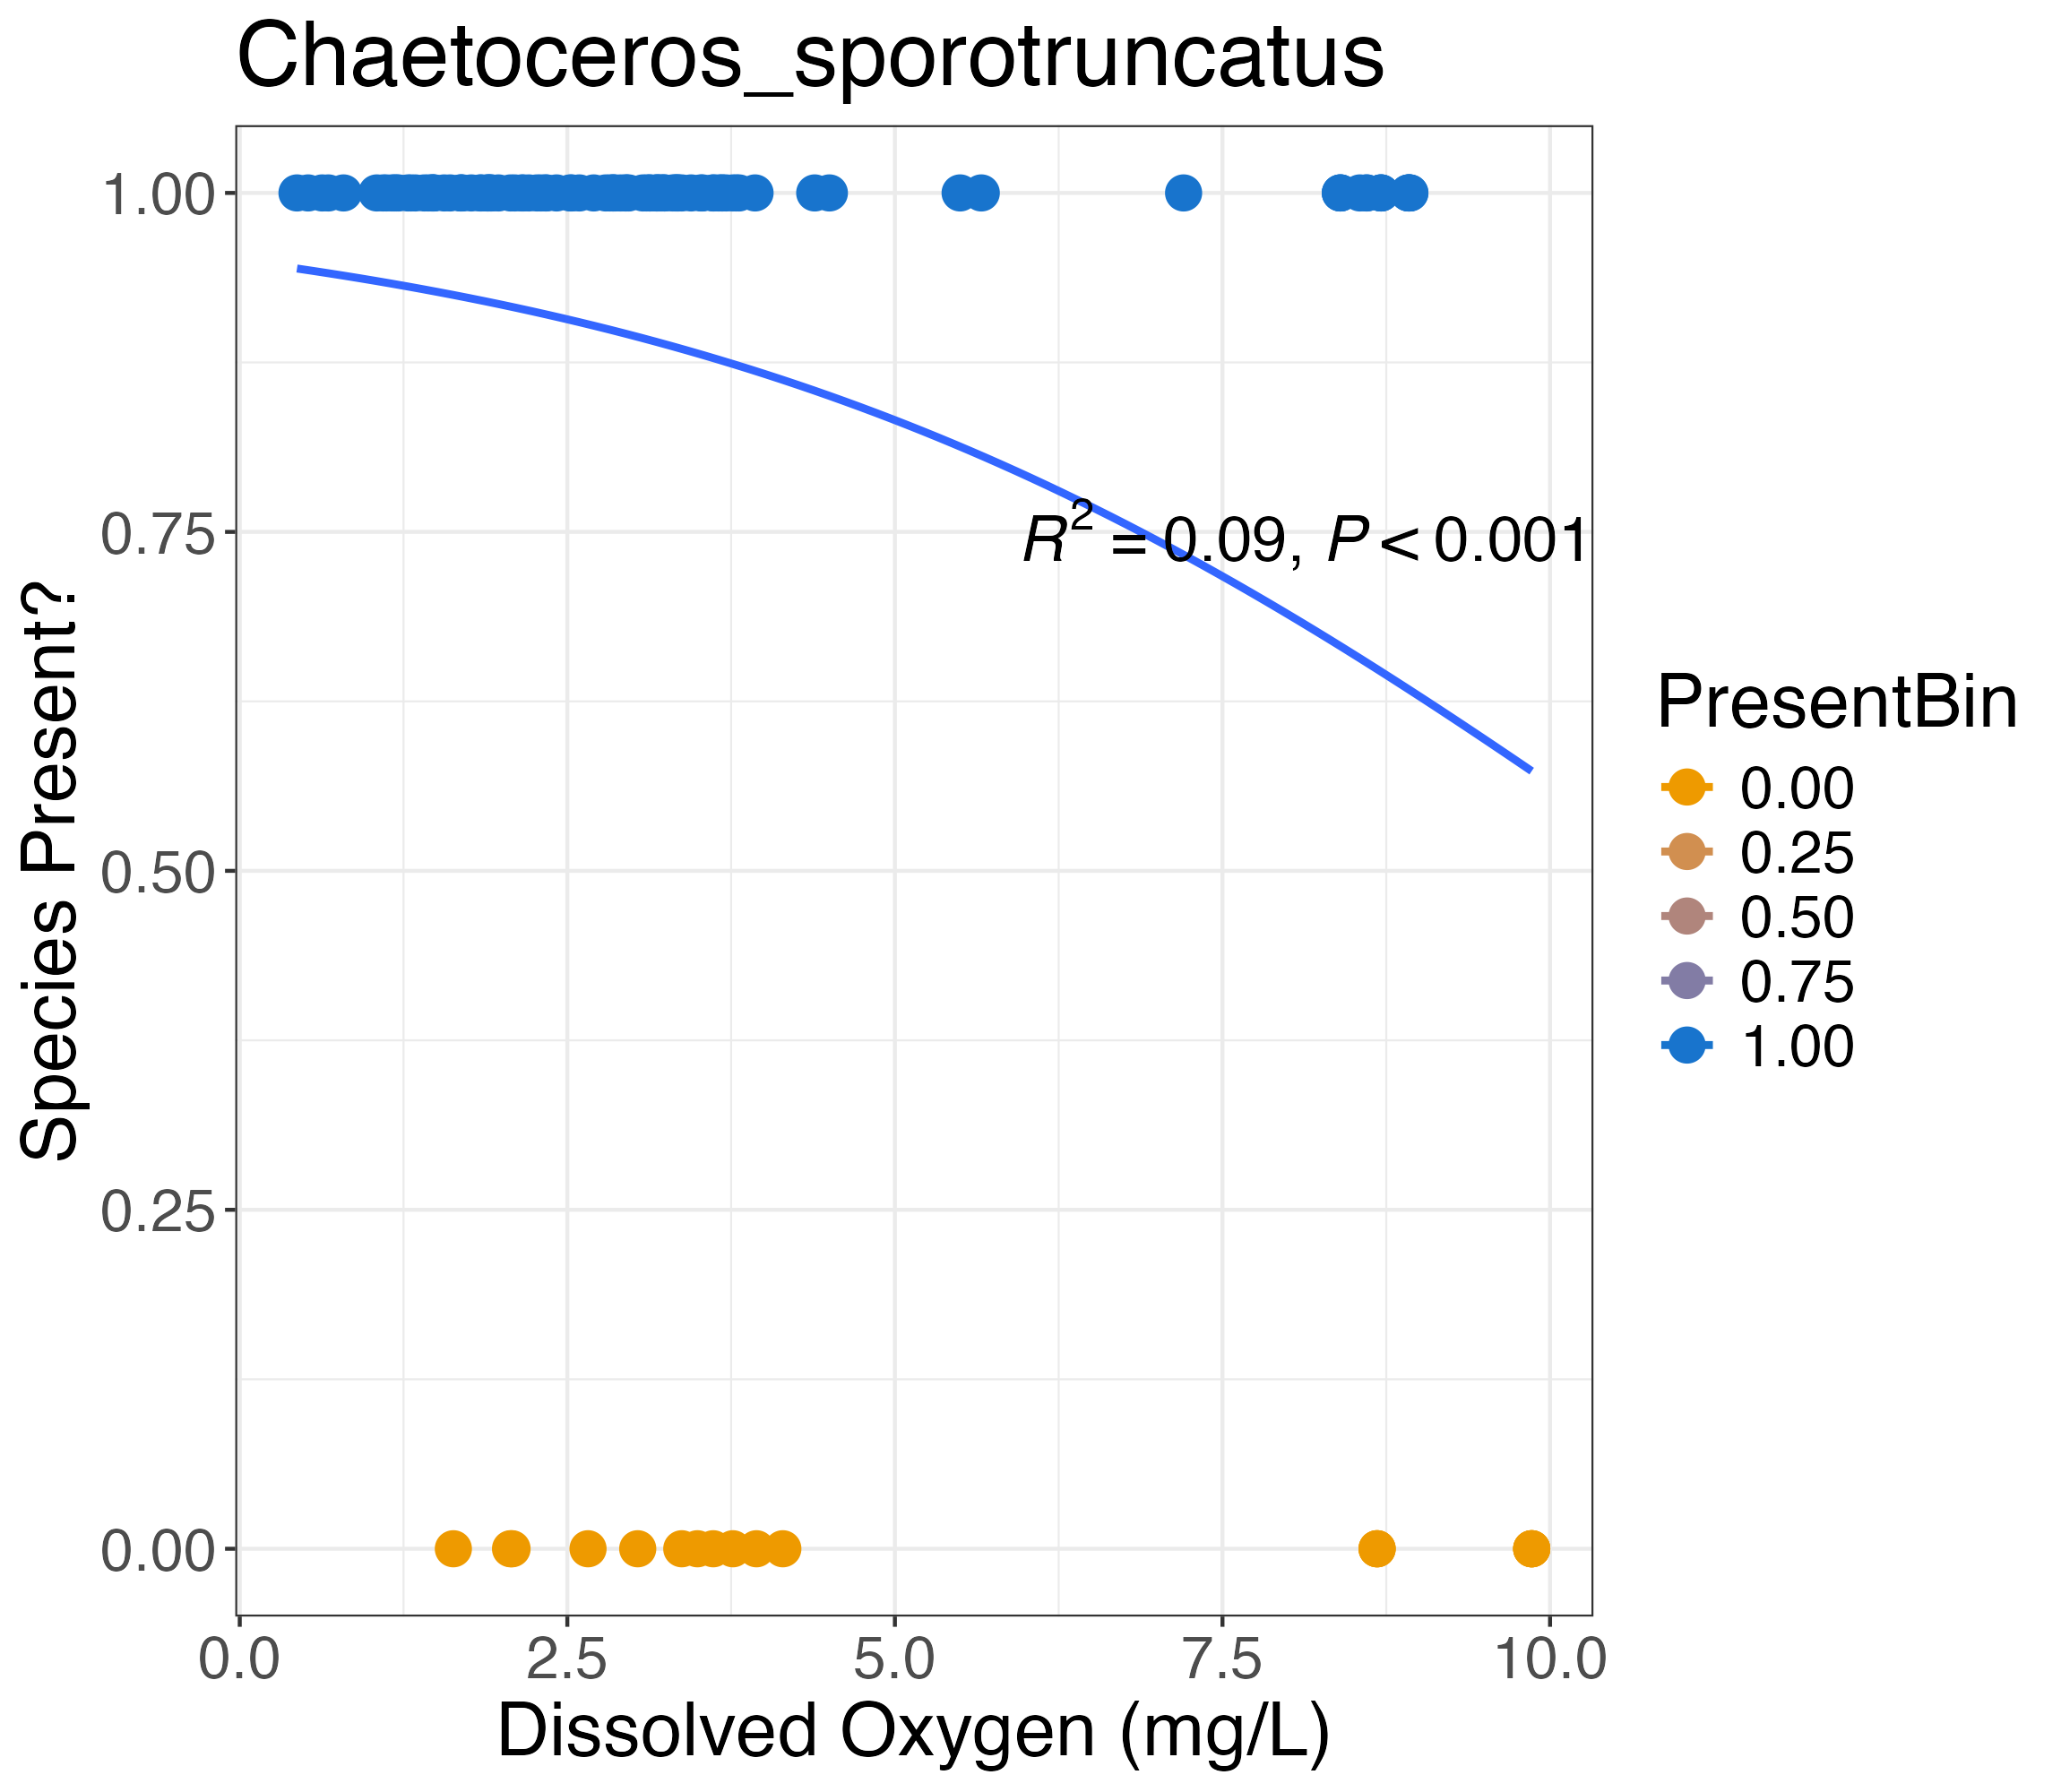 Chaetoceros_sporotruncatus
Species Present?
1.00
0.75
0.50
0.25
0.00
R² = 0.09, P < 0.001
0.0 2.5 5.0 7.5 10.0
Dissolved Oxygen (mg/L)
PresentBin
0.00
0.25
0.50
0.75
1.00